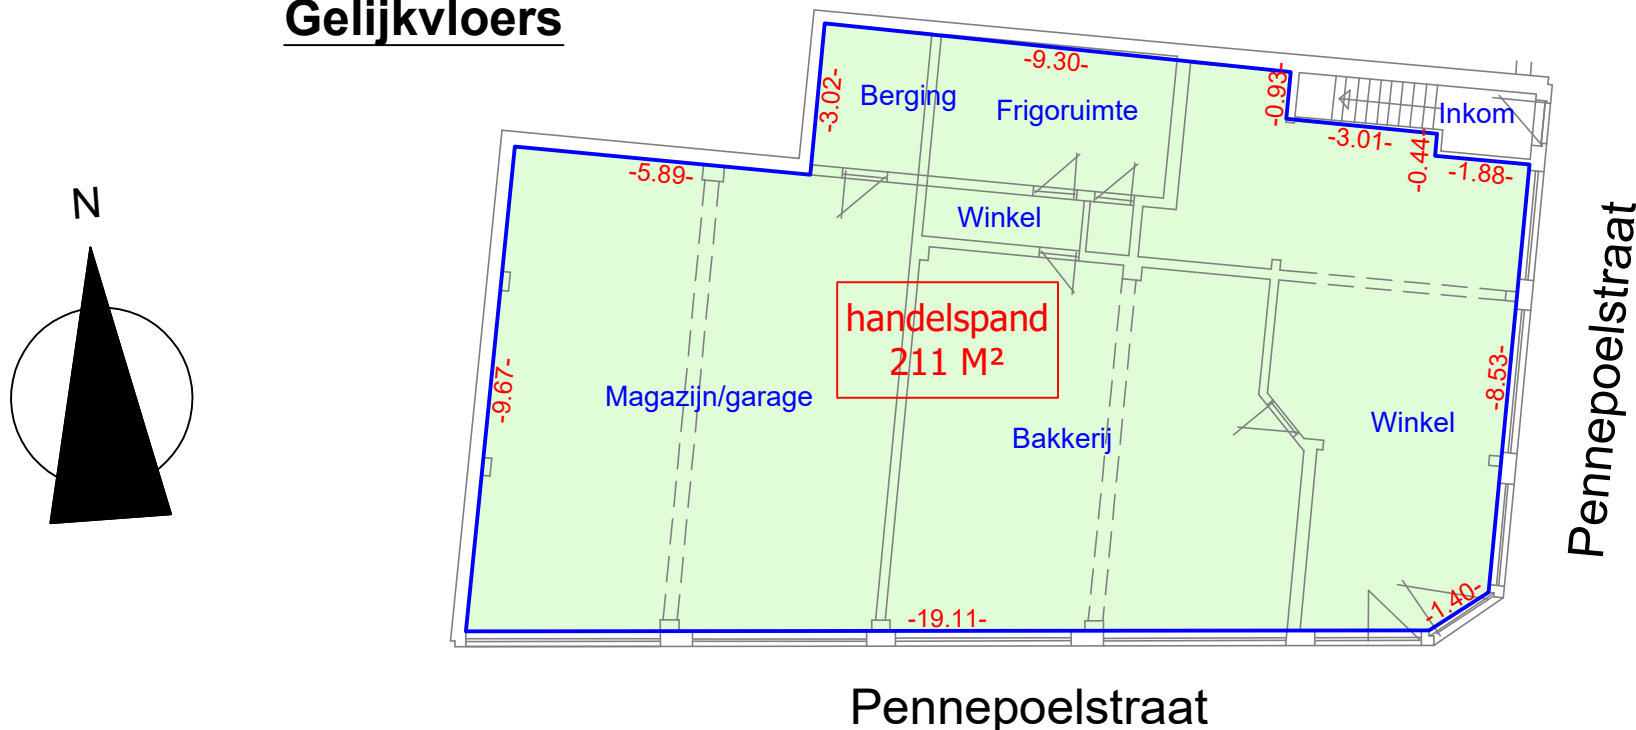 Gelijkvloers
N
-9.30-
-3.02-
Berging
Frigoruimte
-0.93-
Inkom
-3.01-
-0.44-
-1.88-
-5.89-
Winkel
handelspand
211 M²
-9.67-
Magazijn/garage
Bakkerij
Winkel
-8.53-
-1.40-
-19.11-
Pennepoelstraat
Pennepoelstraat